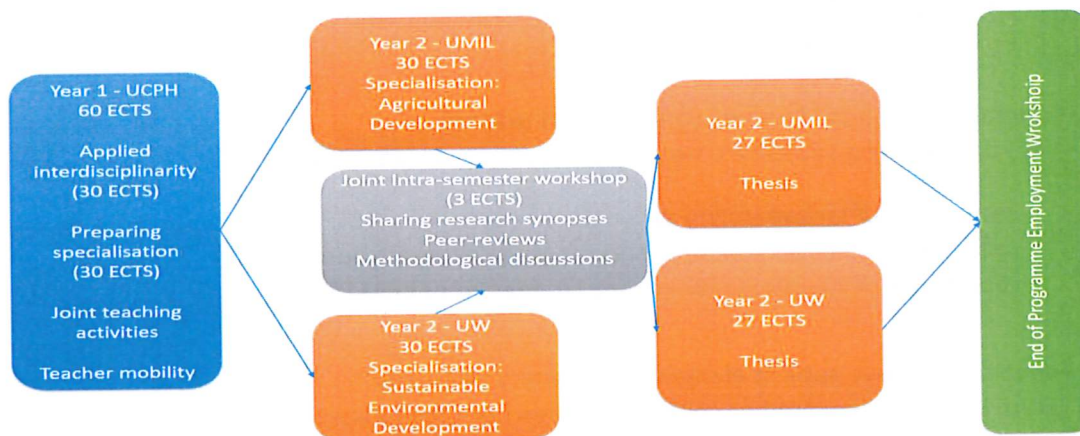 Year 1 - UCPH
60 ECTS
Applied
interdisciplinarity
(30 ECTS)
Preparing
specialisation
(30 ECTS)
Joint teaching
activities
Teacher mobility
Year 2 - UMIL
30 ECTS
Specialisation:
Agricultural
Development
Joint Intra-semester workshop
(3 ECTS)
Sharing research synopses
Peer-reviews
Methodological discussions
Year 2 - UW
30 ECTS
Specialisation:
Sustainable
Environmental
Development
Year 2 - UMIL
27 ECTS
Thesis
Year 2 - UW
27 ECTS
Thesis
End of Programme Employment Wrokshoip